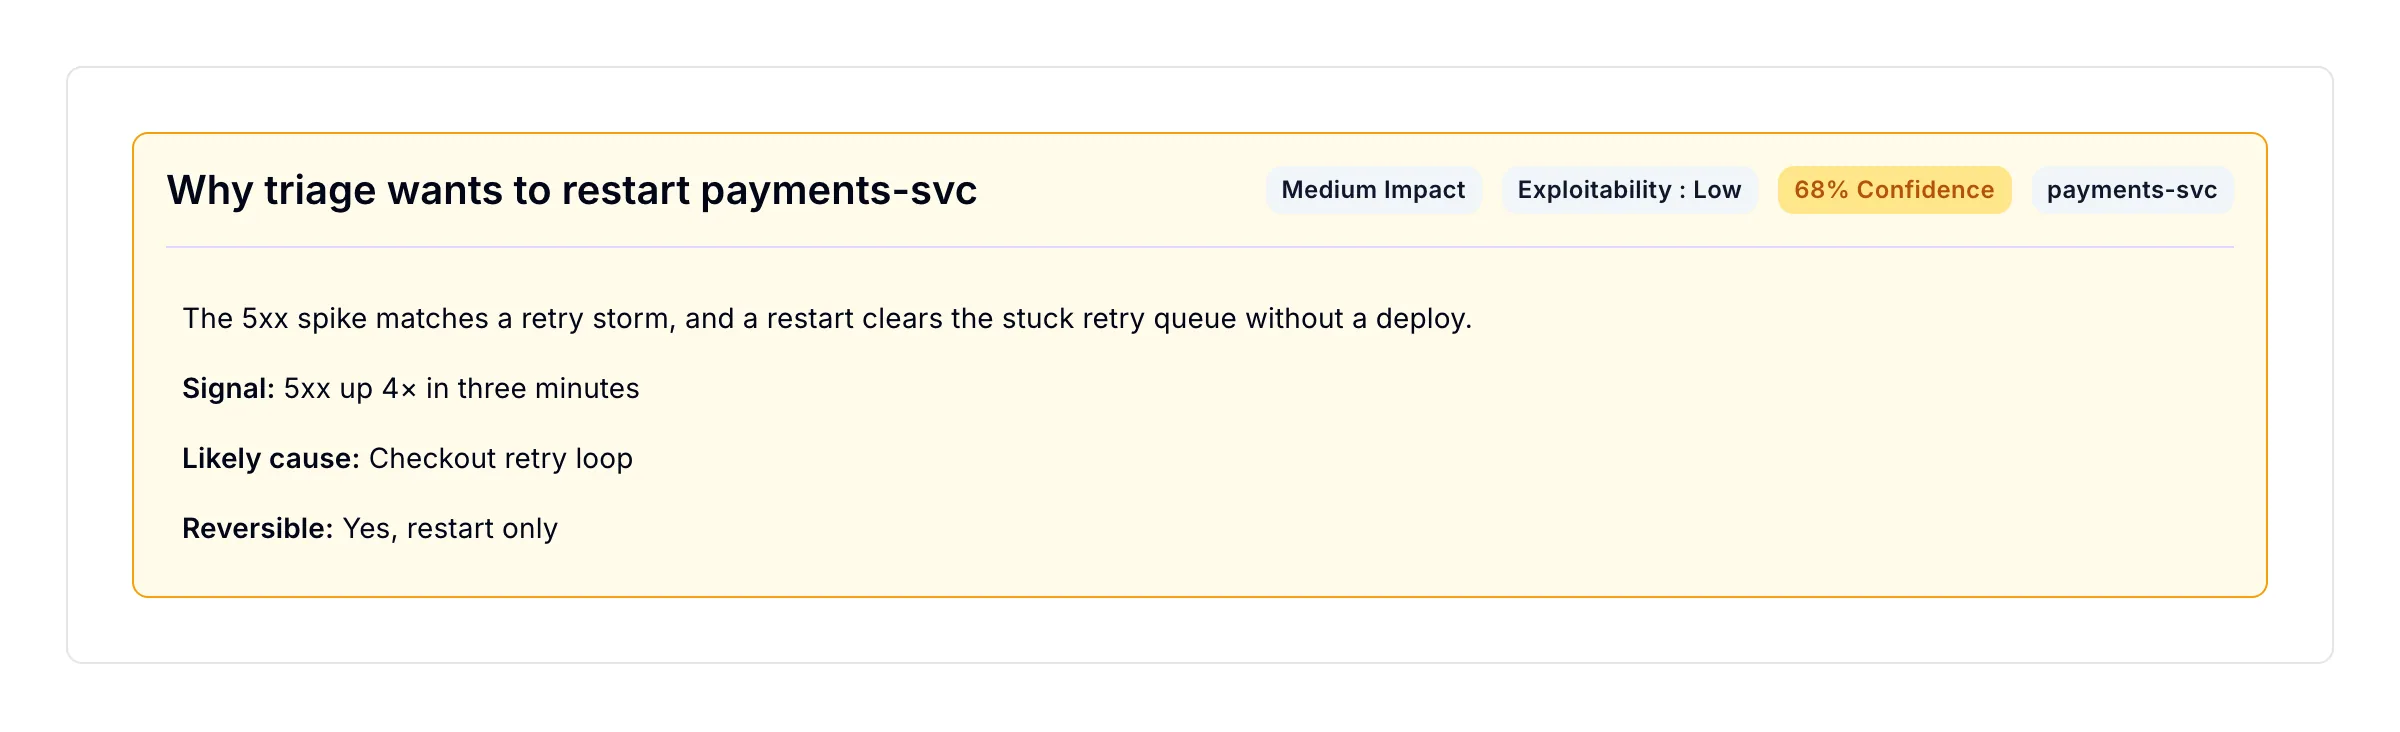 Why triage wants to restart payments-svc
Medium Impact
Exploitability : Low
68% Confidence
payments-svc
The 5xx spike matches a retry storm, and a restart clears the stuck retry queue without a deploy.
Signal: 5xx up 4× in three minutes
Likely cause: Checkout retry loop
Reversible: Yes, restart only